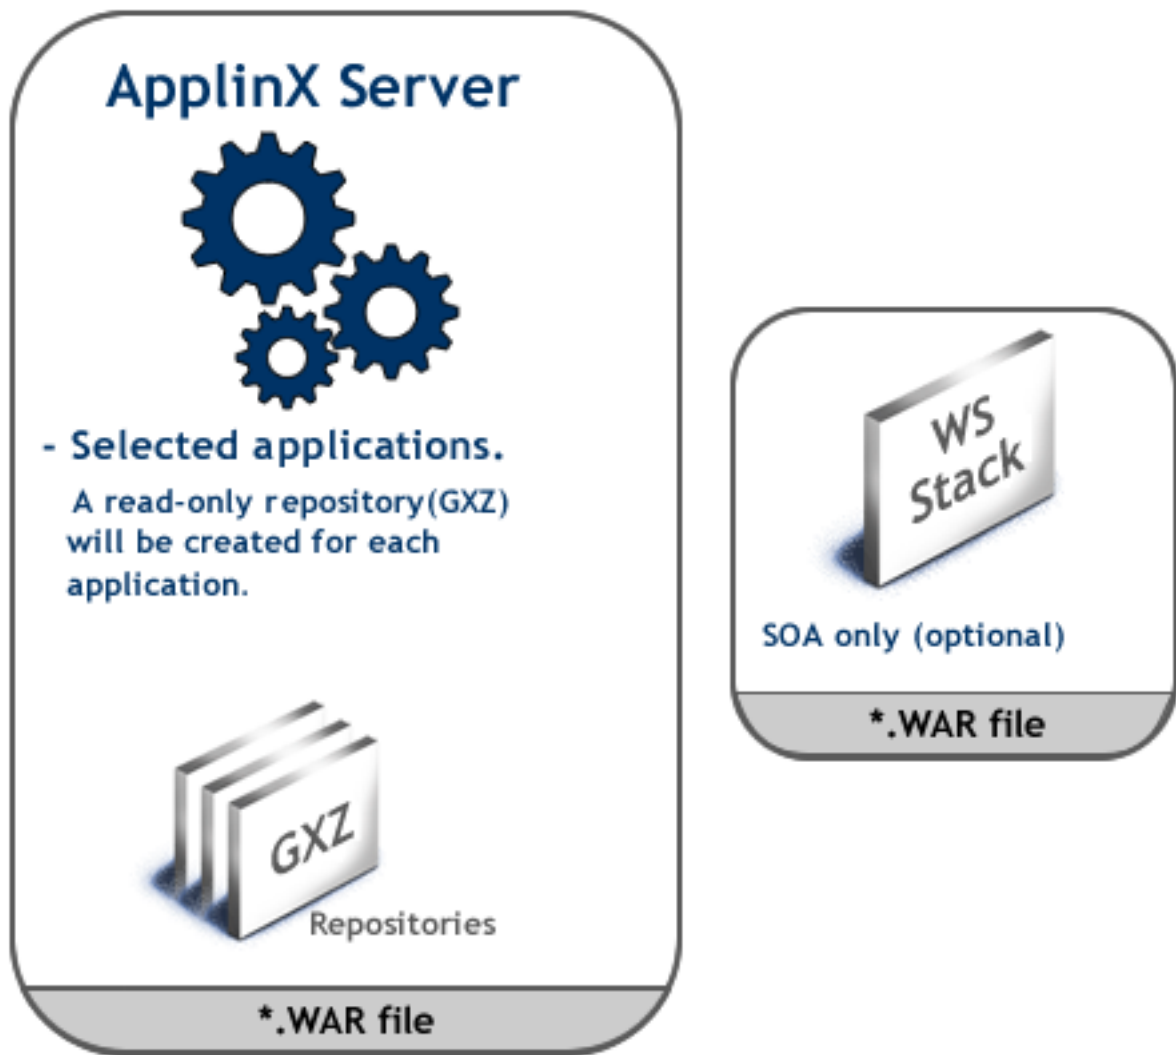 ApplinX Server
- Selected applications.
A read-only repository(GXZ)
will be created for each
application.
GXZ
Repositories
*.WAR file
WS
Stack
SOA only (optional)
*.WAR file